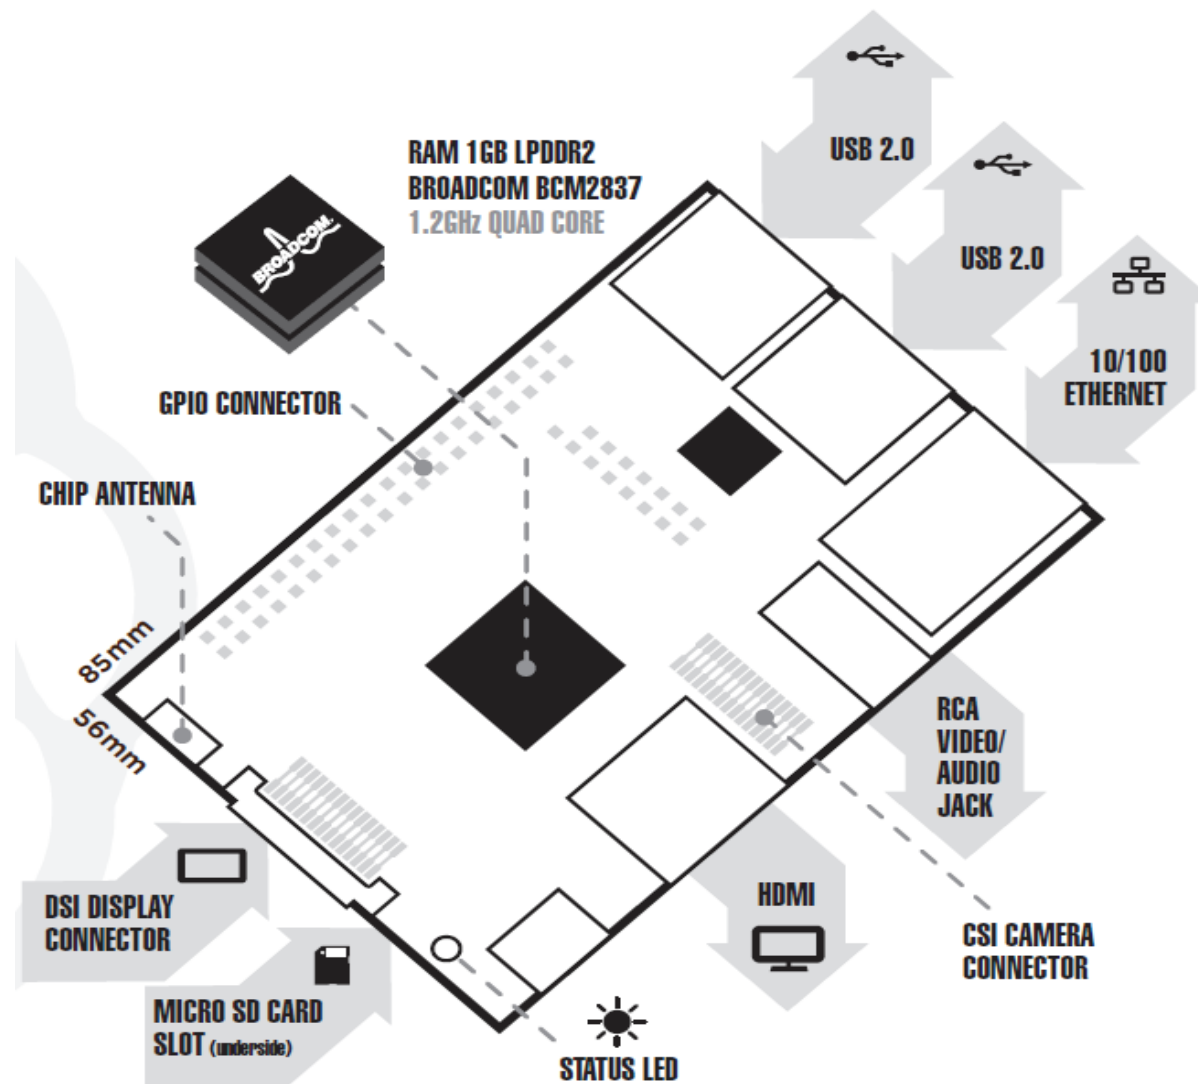 USB 2.0
RAM 1GB LPDDR2
BROADCOM BCM2837
1.2GHz QUAD CORE
BROADCOM.
USB 2.0
10/100
ETHERNET
GPIO CONNECTOR
CHIP ANTENNA
85mm
56mm
RCA
VIDEO/
AUDIO
JACK
DSI DISPLAY
CONNECTOR
HDMI
CSI CAMERA
CONNECTOR
MICRO SD CARD
SLOT (underside)
STATUS LED